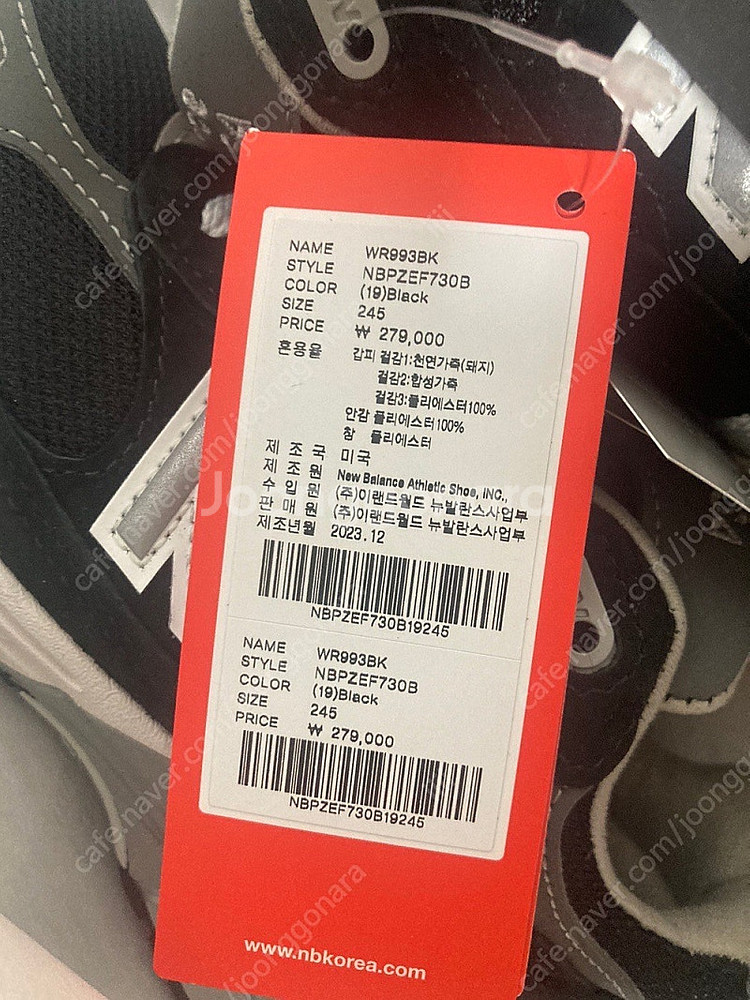 NAME WR993BK
STYLE NBPZEF730B
COLOR (19)Black
SIZE 245
PRICE ₩ 279,000
혼용율 갑피 겉감1:천연가죽(돼지)
겉감2:합성가죽
겉감3:폴리에스터100%
안감 폴리에스터100%
창 폴리에스터
제조국 미국
제조원 New Balance Athletic Shoe, INC.,
수입원 (주)이랜드월드 뉴발란스사업부
판매원 (주)이랜드월드 뉴발란스사업부
제조년월 2023.12
NBPZEF730B19245
NAME WR993BK
STYLE NBPZEF730B
COLOR (19)Black
SIZE 245
PRICE ₩ 279,000
NBPZEF730B19245
www.nbkorea.com
Joonggonara
cafe.naver.com/joonggonara